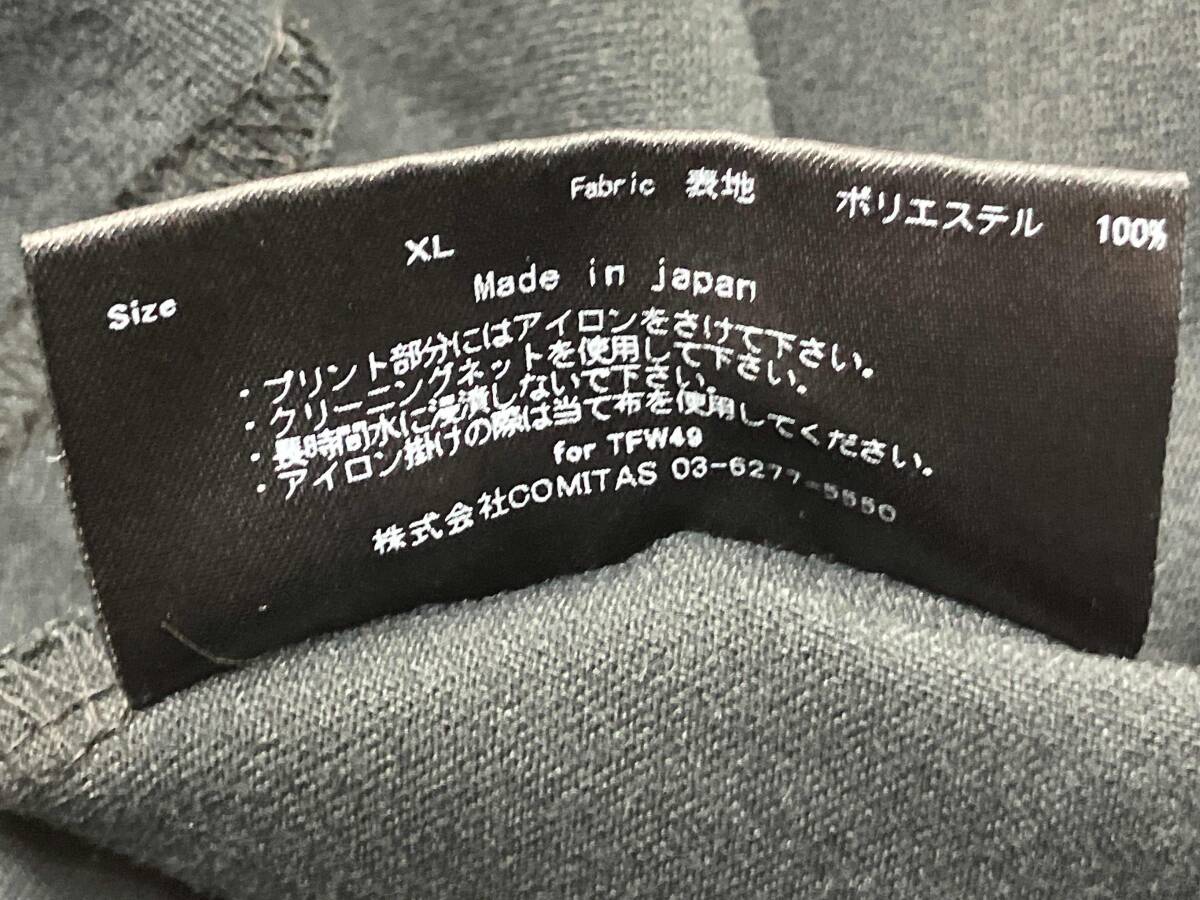 Size XL Fabric 表地 ポリエステル 100%
Made in japan
・プリント部分にはアイロンをさけて下さい。
・クリーニングネットを使用して下さい。
・長時間水に浸漬しないで下さい。
・アイロン掛けの際は当て布を使用してください。
for TFW49
株式会社COMITAS 03-6277-5550